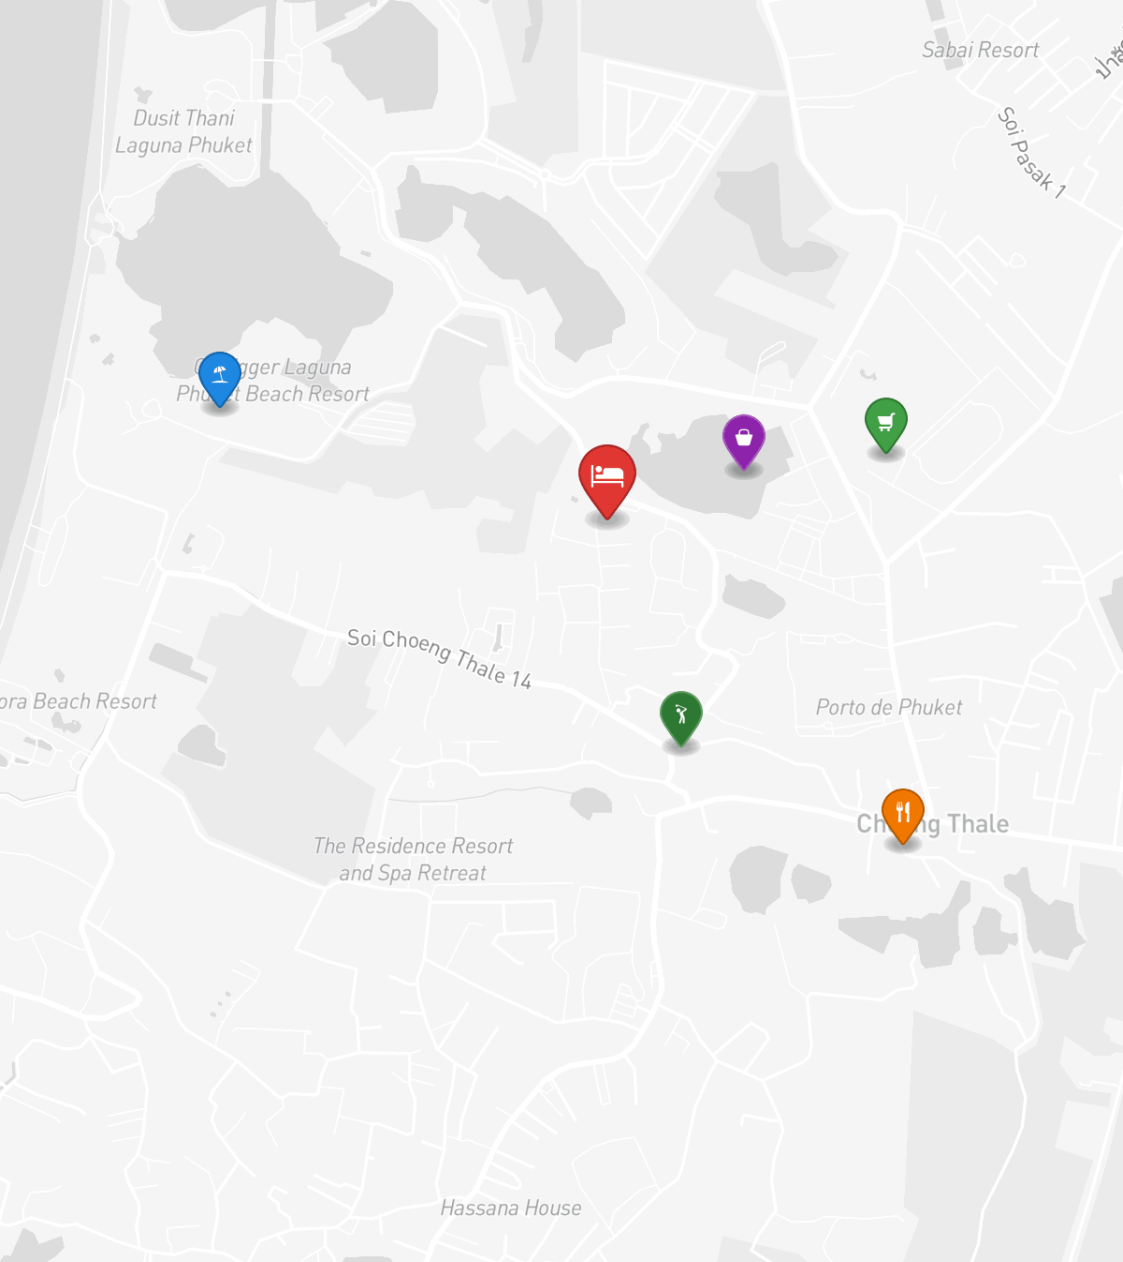 Sabai Resort
Dusit Thani
Laguna Phuket
Soi Pasak 1
Laguna
Beach Resort
Soi Choeng Thale 14
Beach Resort
Porto de Phuket
Thale
The Residence Resort
and Spa Retreat
Hassana House